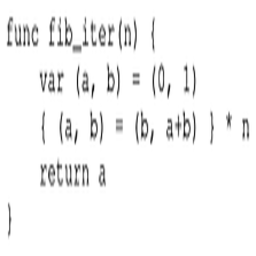 func fib_iter(n) {
    var (a, b) = (0, 1)
    { (a, b) = (b, a+b) } * n
    return a
}